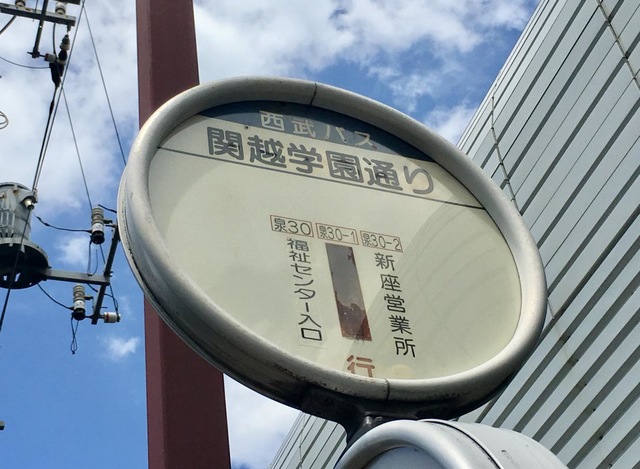 西武バス
関越学園通り
泉30 泉30-1 泉30-2
福祉センター入口
新座営業所
行